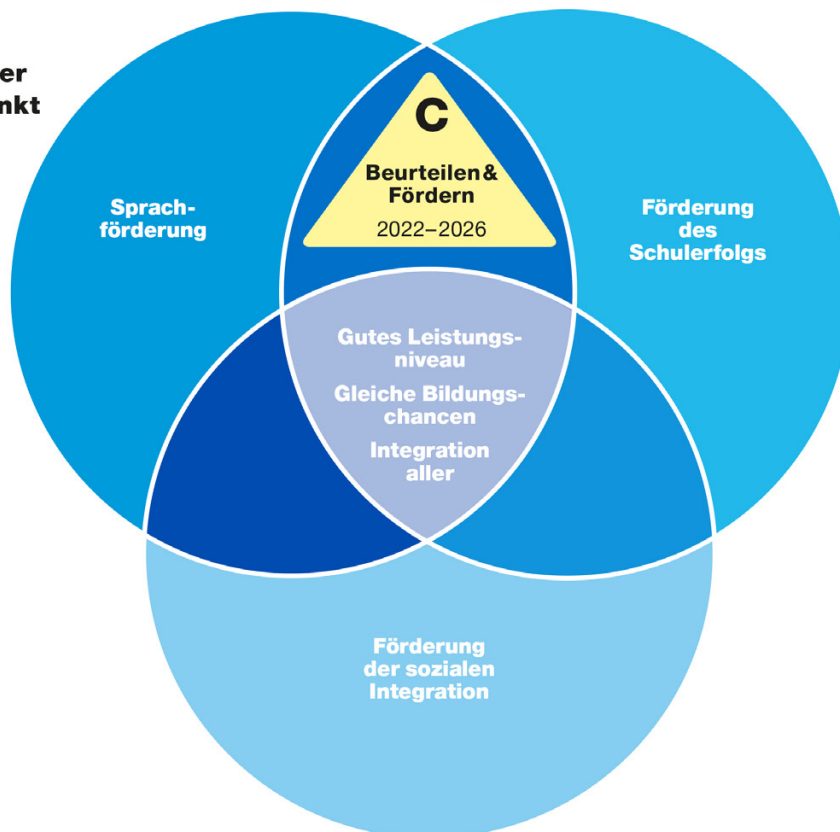 er
nkt
C
Beurteilen&
Fördern
2022–2026
Sprach-
förderung
Förderung
des
Schulerfolgs
Gutes Leistungs-
niveau
Gleiche Bildungs-
chancen
Integration
aller
Förderung
der sozialen
Integration